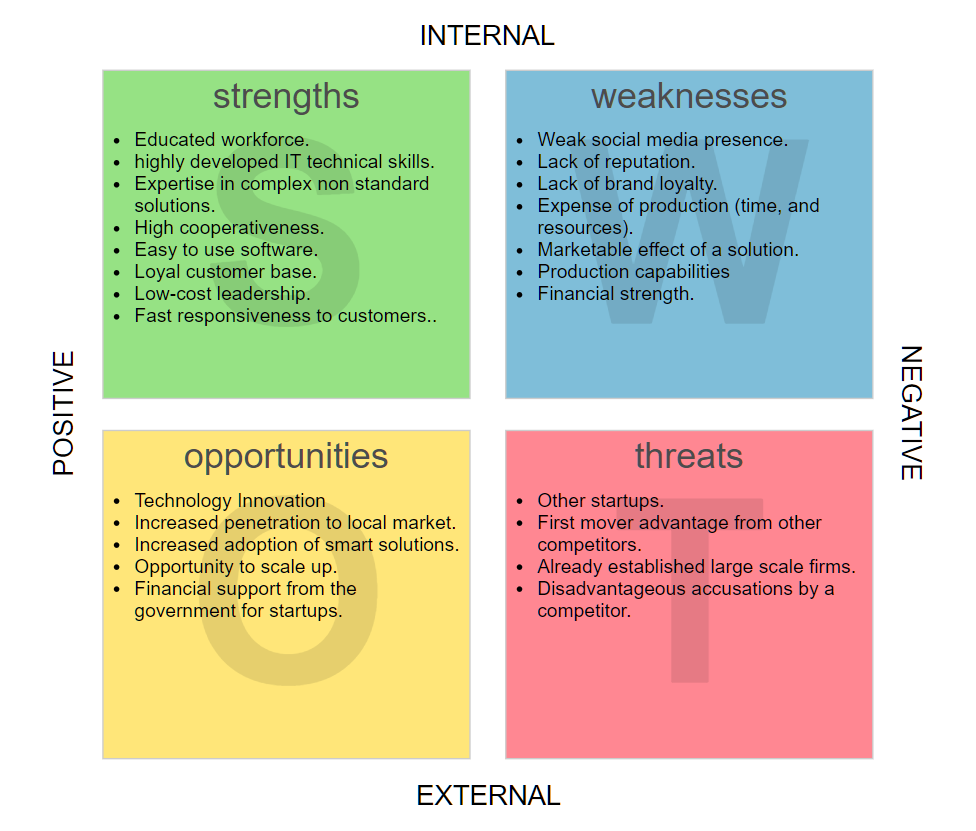 INTERNAL
strengths
• Educated workforce.
• highly developed IT technical skills.
• Expertise in complex non standard
solutions.
• High cooperativeness.
• Easy to use software.
• Loyal customer base.
• Low-cost leadership.
• Fast responsiveness to customers..
S
weaknesses
• Weak social media presence.
• Lack of reputation.
• Lack of brand loyalty.
• Expense of production (time, and
resources).
• Marketable effect of a solution.
• Production capabilities
• Financial strength.
W
POSITIVE
NEGATIVE
opportunities
• Technology Innovation
• Increased penetration to local market.
• Increased adoption of smart solutions.
• Opportunity to scale up.
• Financial support from the
government for startups.
O
threats
• Other startups.
• First mover advantage from other
competitors.
• Already established large scale firms.
• Disadvantageous accusations by a
competitor.
T
EXTERNAL